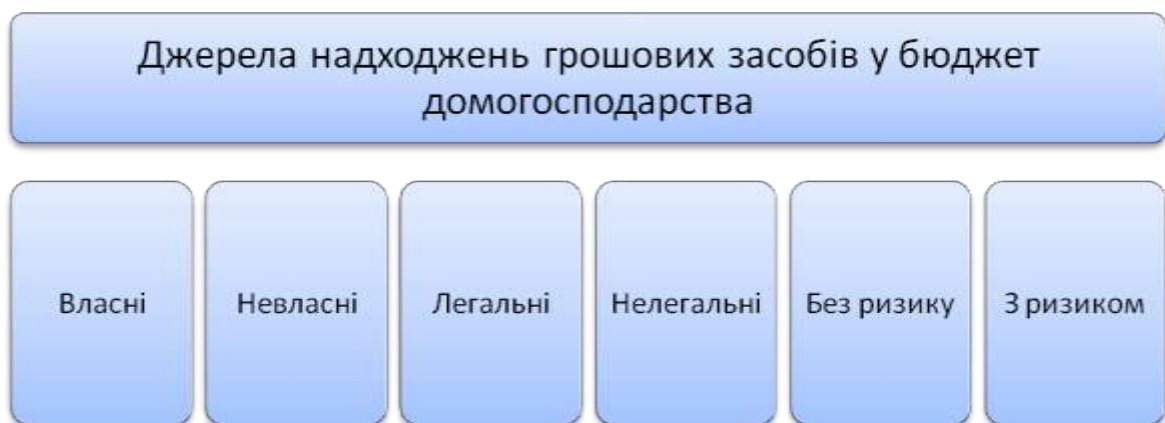 Джерела надходжень грошових засобів у бюджет
домогосподарства
Власні
Невласні
Легальні
Нелегальні
Без ризику
З ризиком